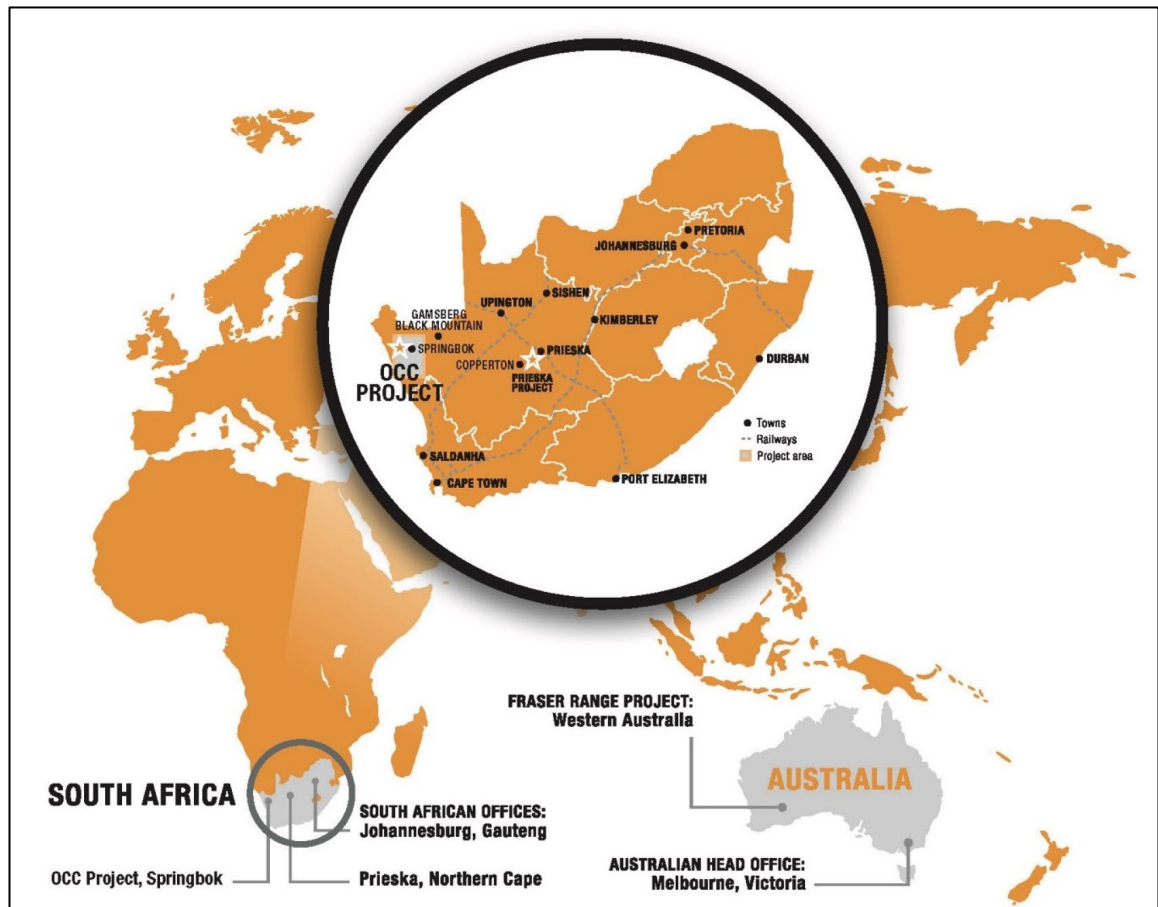 PRETORIA
JOHANNESBURG
SISHEN
UPINGTON
GAMSBERG
BLACK MOUNTAIN
KIMBERLEY
SPRINGBOK
PRIESKA
COPPERTON
PRIESKA
PROJECT
DURBAN
OCC
PROJECT
Towns
Railways
Project area
SALDANHA
CAPE TOWN
PORT ELIZABETH
FRASER RANGE PROJECT:
Western Australia
AUSTRALIA
SOUTH AFRICA
SOUTH AFRICAN OFFICES:
Johannesburg, Gauteng
OCC Project, Springbok
Prieska, Northern Cape
AUSTRALIAN HEAD OFFICE:
Melbourne, Victoria